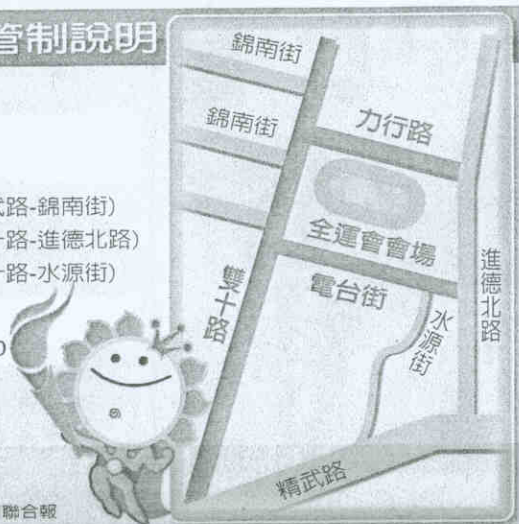 管制說明
武路-錦南街)
十路-進德北路)
十路-水源街)
聯合報
錦南街
錦南街
力行路
全運會會場
電台街
雙十路
水源街
進德北路
精武路